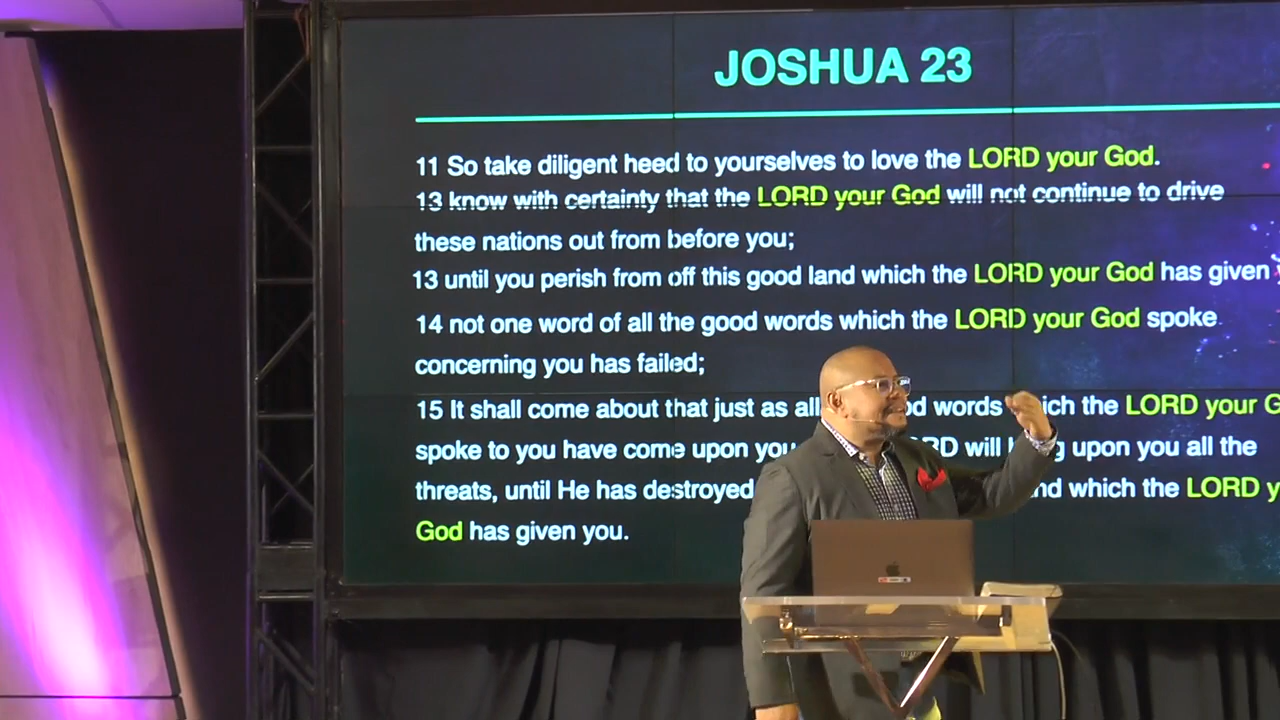 JOSHUA 23
11 So take diligent heed to yourselves to love the LORD your God.
13 know with certainty that the LORD your God will not continue to drive
these nations out from before you;
13 until you perish from off this good land which the LORD your God has given
14 not one word of all the good words which the LORD your God spoke
concerning you has failed;
15 It shall come about that just as all words the LORD your
spoke to you have come upon you will upon you all the
threats, until He has destroyed which the LORD
God has given you.